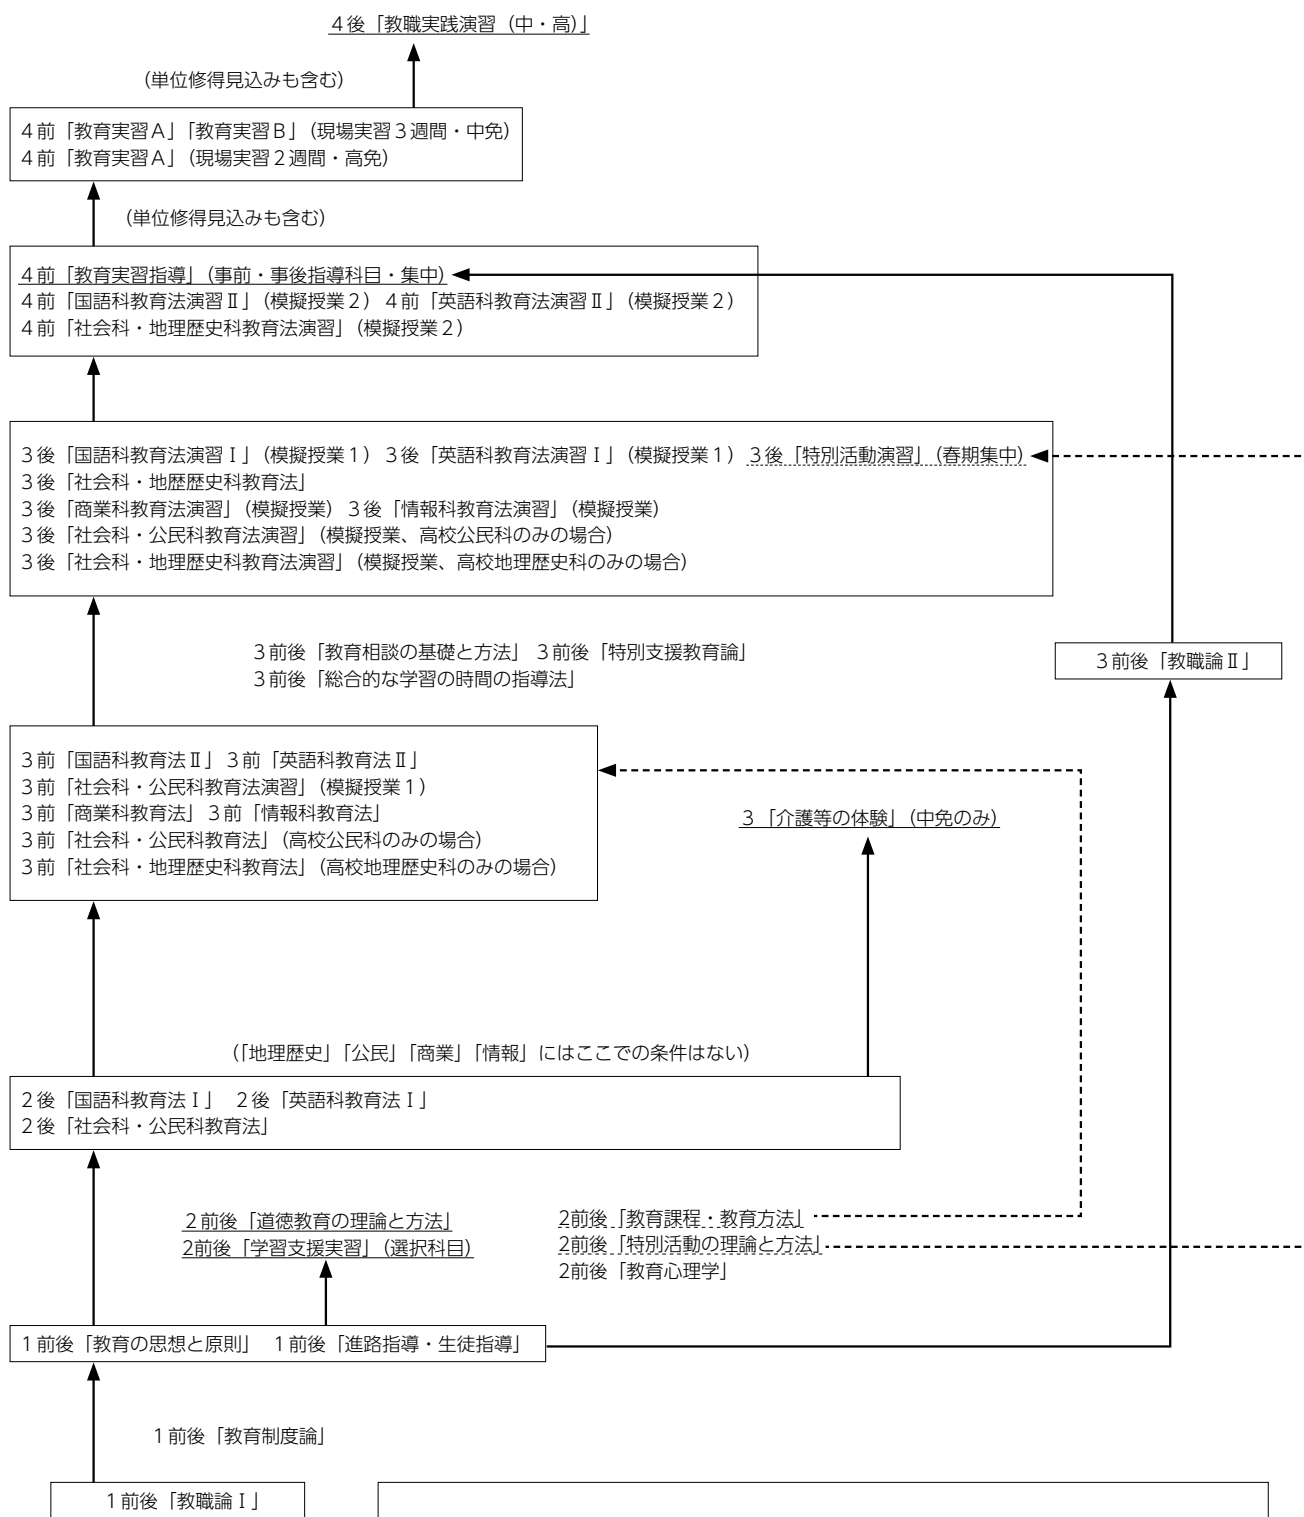 4後「教職実践演習（中・高）」
（単位修得見込みも含む）
4前「教育実習A」「教育実習B」（現場実習3週間・中免）
4前「教育実習A」（現場実習2週間・高免）
（単位修得見込みも含む）
4前「教育実習指導」（事前・事後指導科目・集中）
4前「国語科教育法演習Ⅱ」（模擬授業2） 4前「英語科教育法演習Ⅱ」（模擬授業2）
4前「社会科・地理歴史科教育法演習」（模擬授業2）
3後「国語科教育法演習Ⅰ」（模擬授業1） 3後「英語科教育法演習Ⅰ」（模擬授業1） 3後「特別活動演習」（春期集中）
3後「社会科・地歴歴史科教育法」
3後「商業科教育法演習」（模擬授業） 3後「情報科教育法演習」（模擬授業）
3後「社会科・公民科教育法演習」（模擬授業、高校公民科のみの場合）
3後「社会科・地理歴史科教育法演習」（模擬授業、高校地理歴史科のみの場合）
3前後「教育相談の基礎と方法」 3前後「特別支援教育論」
3前後「総合的な学習の時間の指導法」
3前後「教職論Ⅱ」
3前「国語科教育法Ⅱ」 3前「英語科教育法Ⅱ」
3前「社会科・公民科教育法演習」（模擬授業1）
3前「商業科教育法」 3前「情報科教育法」
3前「社会科・公民科教育法」（高校公民科のみの場合）
3前「社会科・地理歴史科教育法」（高校地理歴史科のみの場合）
3「介護等の体験」（中免のみ）
（「地理歴史」「公民」「商業」「情報」にはここでの条件はない）
2後「国語科教育法Ⅰ」 2後「英語科教育法Ⅰ」
2後「社会科・公民科教育法」
2前後「道徳教育の理論と方法」
2前後「学習支援実習」（選択科目）
2前後「教育課程・教育方法」
2前後「特別活動の理論と方法」
2前後「教育心理学」
1前後「教育の思想と原則」 1前後「進路指導・生徒指導」
1前後「教育制度論」
1前後「教職論Ⅰ」